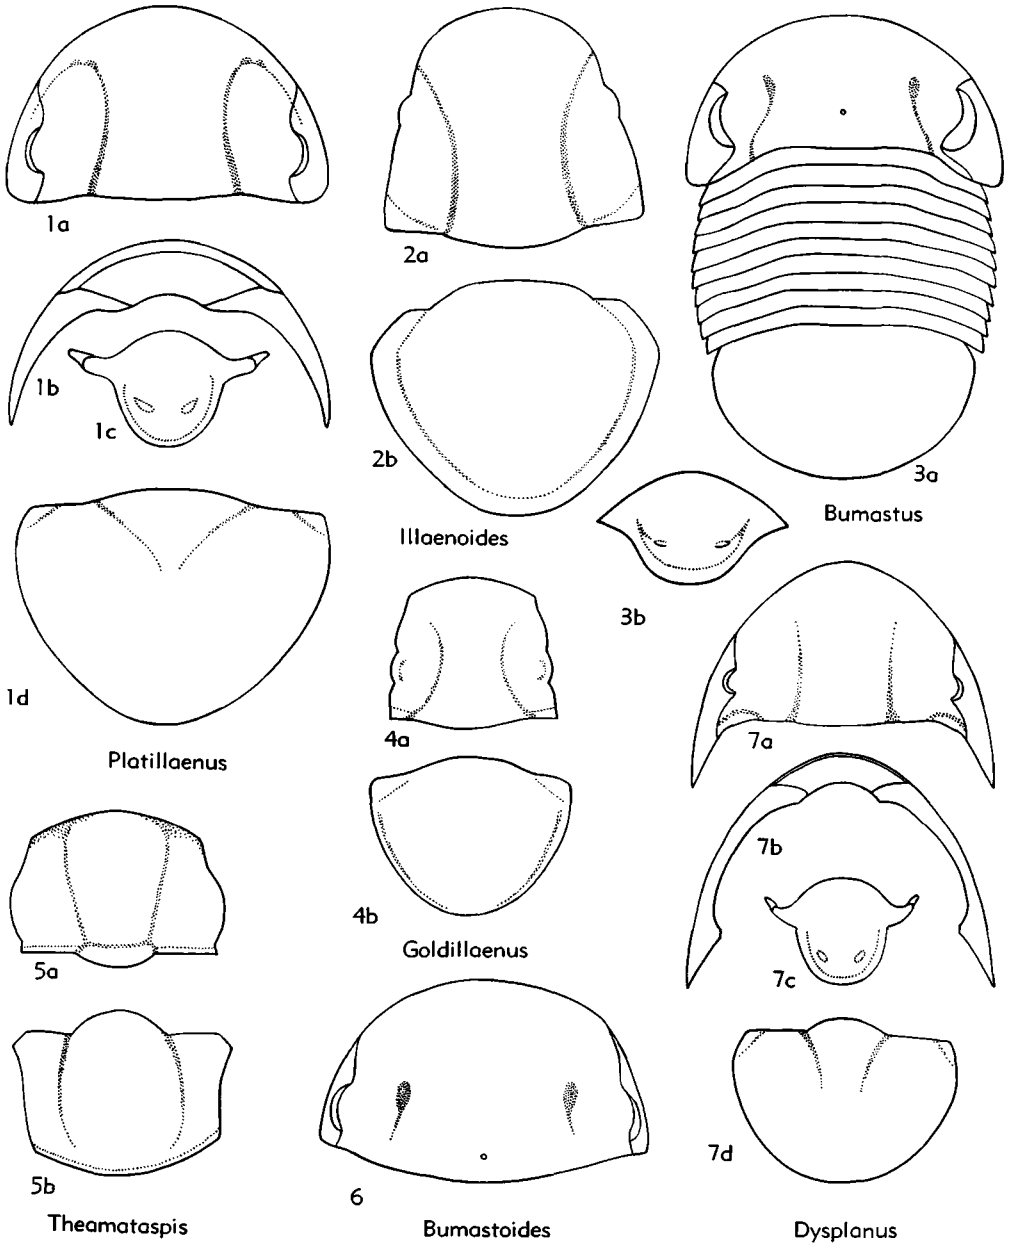 1a
2a
1b
1c
2b
3a
Bumastus
Illaenoides
3b
1d
Platillaenus
4a
7a
7b
4b
Goldillaenus
5a
7c
5b
6
7d
Theamataspis
Bumastoides
Dysplanus